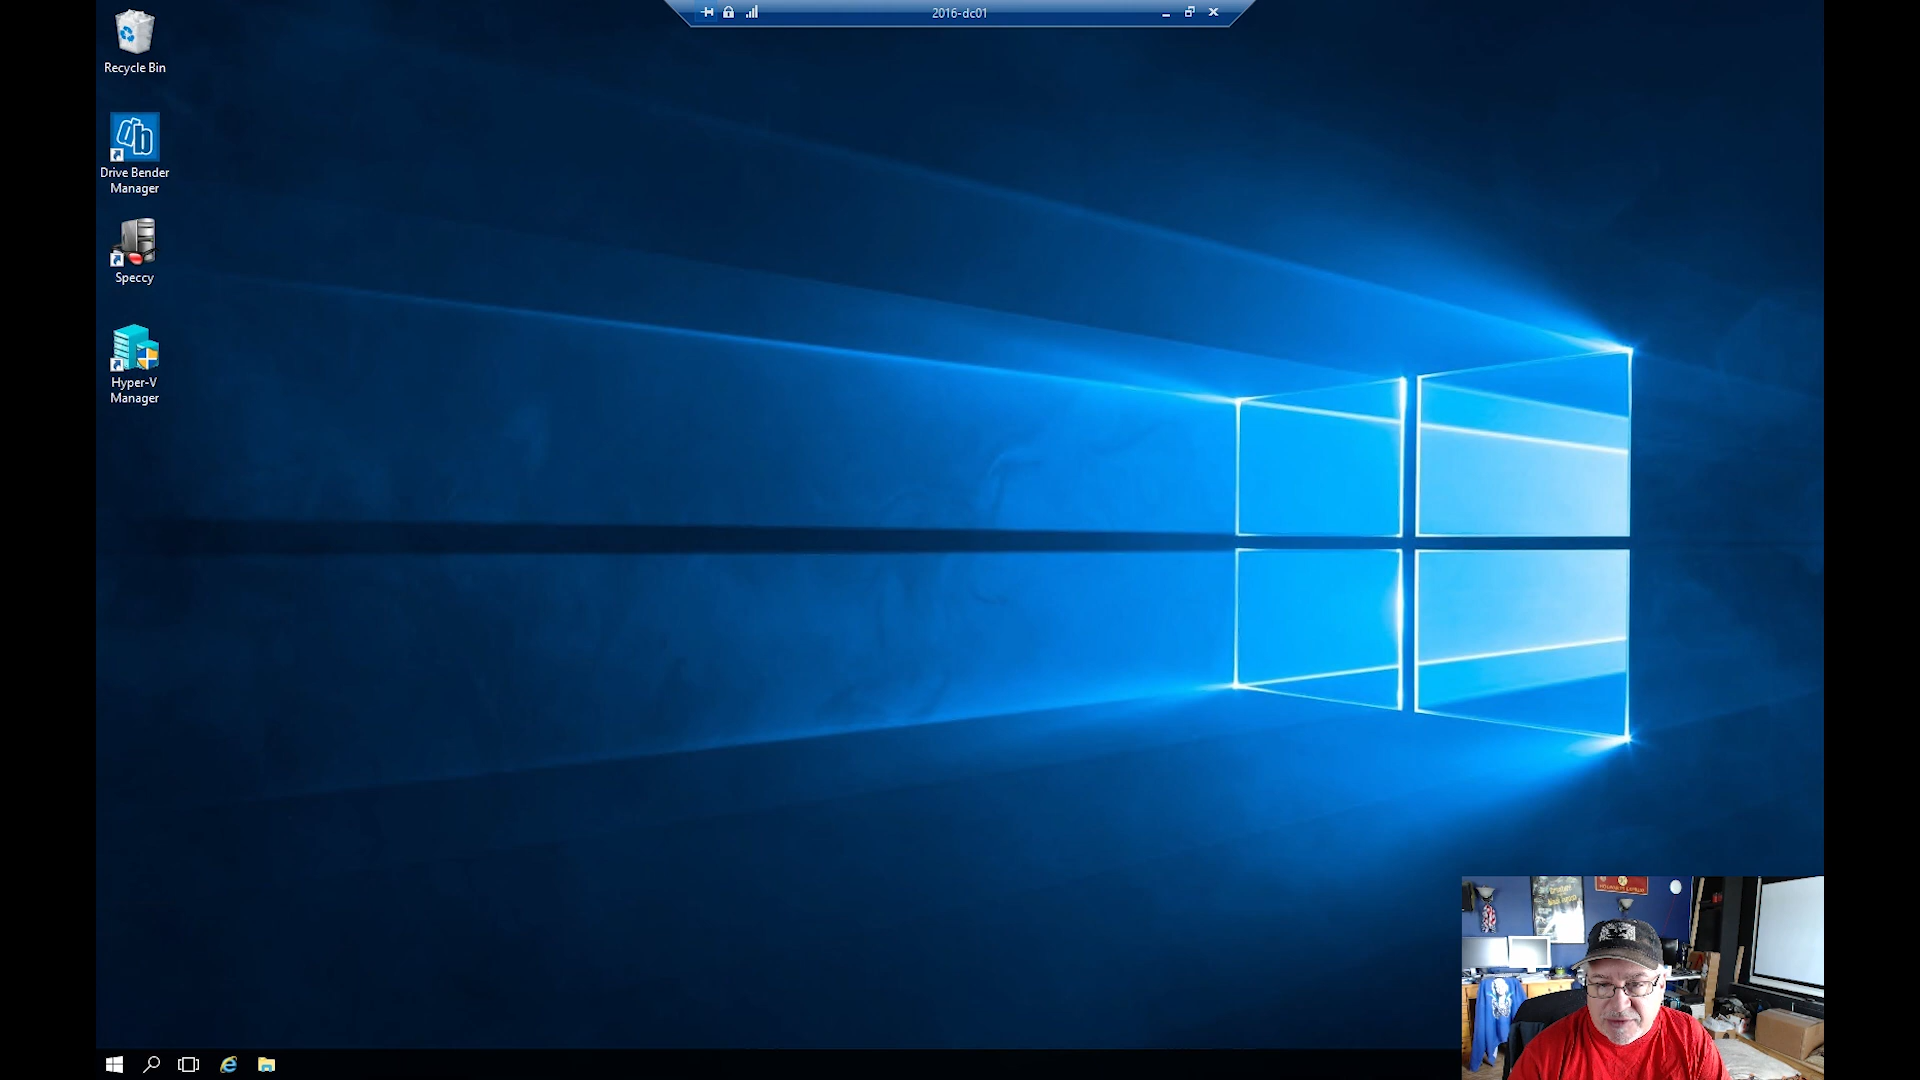 2016-dc01
Recycle Bin
Drive Bender
Manager
Speccy
Hyper-V
Manager